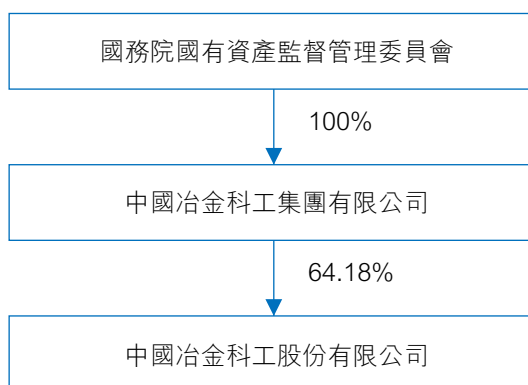 國務院國有資產監督管理委員會
100%
中國冶金科工集團有限公司
64.18%
中國冶金科工股份有限公司